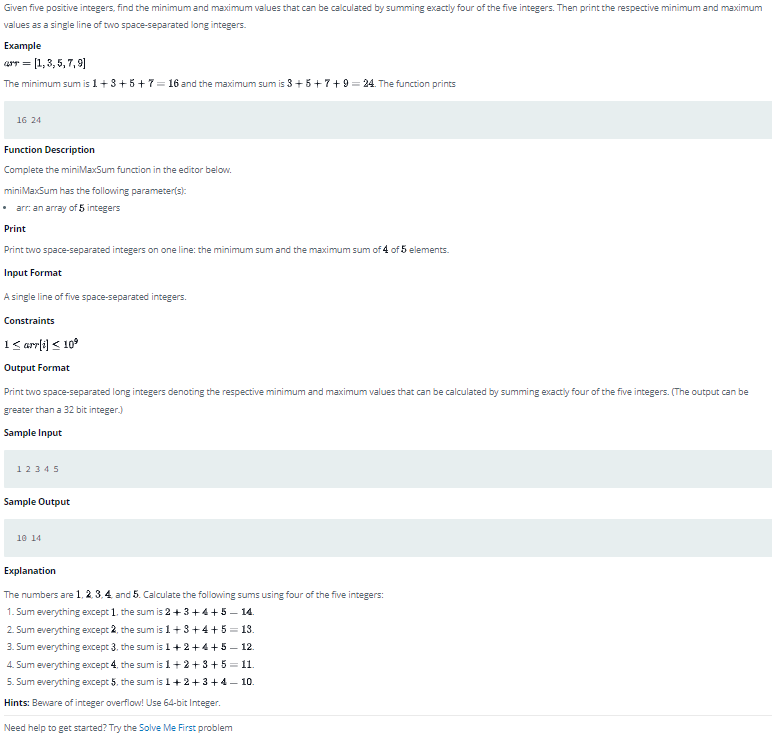 Given five positive integers, find the minimum and maximum values that can be calculated by summing exactly four of the five integers. Then print the respective minimum and maximum
values as a single line of two space-separated long integers.
Example
arr = [1, 3, 5, 7, 9]
The minimum sum is 1 + 3 + 5 + 7 = 16 and the maximum sum is 3 + 5 + 7 + 9 = 24. The function prints
16 24
Function Description
Complete the miniMaxSum function in the editor below.
miniMaxSum has the following parameter(s):
• arr: an array of 5 integers
Print
Print two space-separated integers on one line: the minimum sum and the maximum sum of 4 of 5 elements.
Input Format
A single line of five space-separated integers.
Constraints
1 ≤ arr[i] ≤ 10⁹
Output Format
Print two space-separated long integers denoting the respective minimum and maximum values that can be calculated by summing exactly four of the five integers. (The output can be
greater than a 32 bit integer.)
Sample Input
1 2 3 4 5
Sample Output
10 14
Explanation
The numbers are 1, 2, 3, 4, and 5. Calculate the following sums using four of the five integers:
1. Sum everything except 1, the sum is 2 + 3 + 4 + 5 = 14.
2. Sum everything except 2, the sum is 1 + 3 + 4 + 5 = 13.
3. Sum everything except 3, the sum is 1 + 2 + 4 + 5 = 12.
4. Sum everything except 4, the sum is 1 + 2 + 3 + 5 = 11.
5. Sum everything except 5, the sum is 1 + 2 + 3 + 4 = 10.
Hints: Beware of integer overflow! Use 64-bit Integer.
Need help to get started? Try the Solve Me First problem